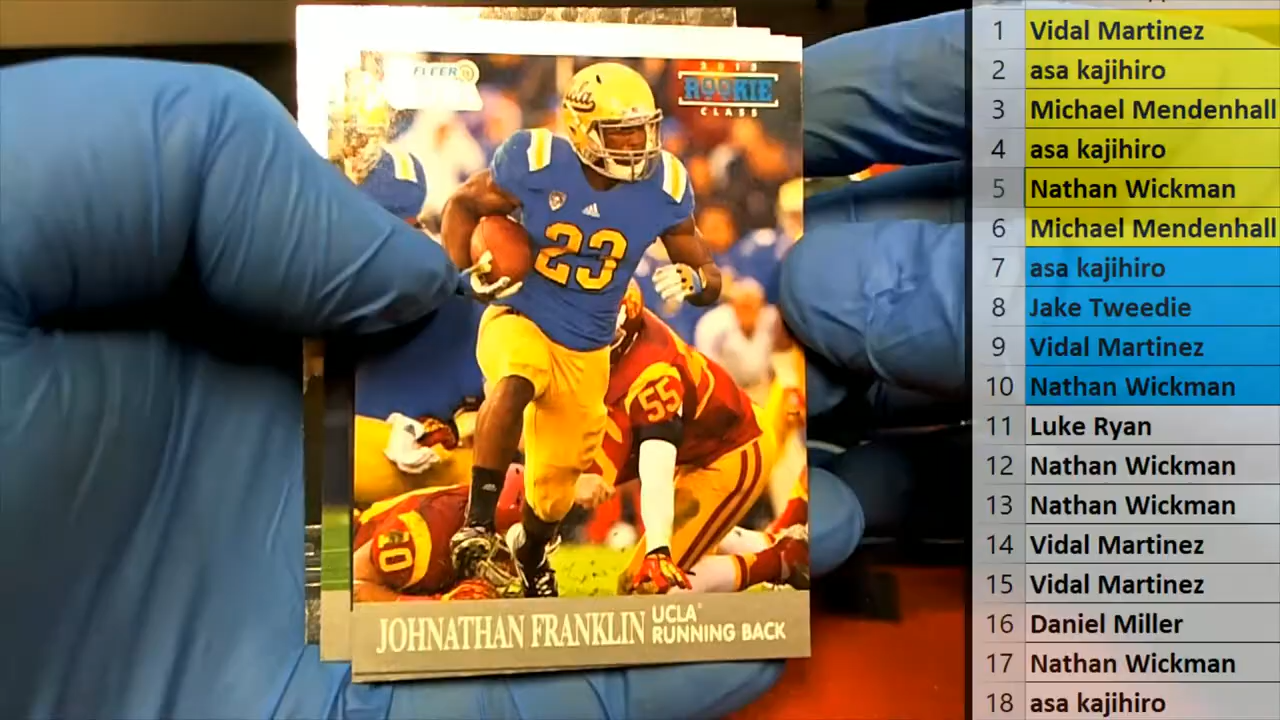 FLEER
2013
ROOKIE
CLASS
ucla
23
55
40
JOHNATHAN FRANKLIN
UCLA
RUNNING BACK
1 Vidal Martinez
2 asa kajihiro
3 Michael Mendenhall
4 asa kajihiro
5 Nathan Wickman
6 Michael Mendenhall
7 asa kajihiro
8 Jake Tweedie
9 Vidal Martinez
10 Nathan Wickman
11 Luke Ryan
12 Nathan Wickman
13 Nathan Wickman
14 Vidal Martinez
15 Vidal Martinez
16 Daniel Miller
17 Nathan Wickman
18 asa kajihiro